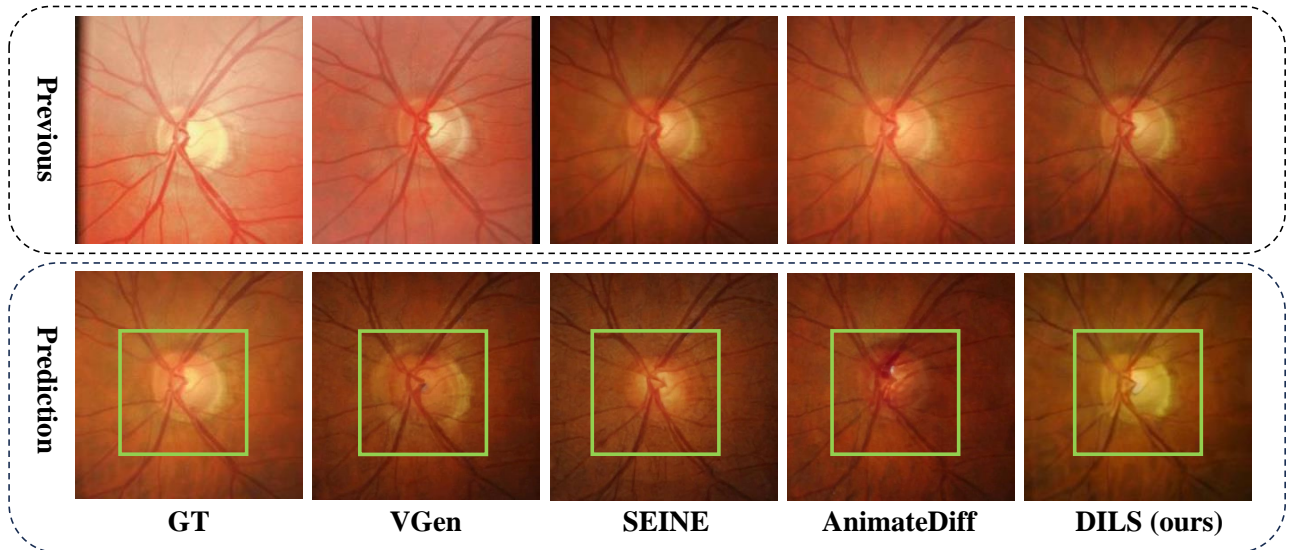 Previous
Prediction
GT
VGen
SEINE
AnimateDiff
DILS (ours)